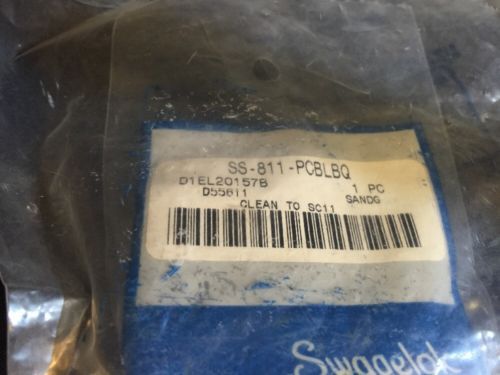 SS-811-PCBLBQ
D1EL20157B 1 PC
D55611 SANDG
CLEAN TO SC11
Swagelok